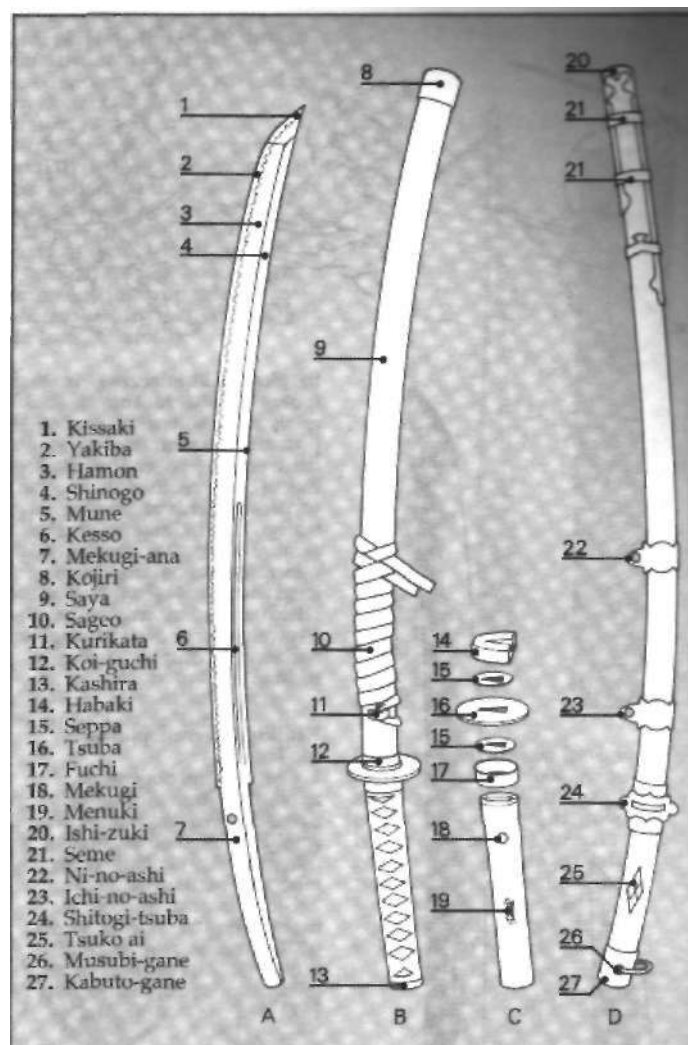 1
2
3
4
5
6
7
8
9
10
11
12
13
14
15
16
15
17
18
19
20
21
21
22
23
24
25
26
27
1. Kissaki
2. Yakiba
3. Hamon
4. Shinogo
5. Mune
6. Kesso
7. Mekugi-ana
8. Kojiri
9. Saya
10. Sageo
11. Kurikata
12. Koi-guchi
13. Kashira
14. Habaki
15. Seppa
16. Tsuba
17. Fuchi
18. Mekugi
19. Menuki
20. Ishi-zuki
21. Seme
22. Ni-no-ashi
23. Ichi-no-ashi
24. Shitogi-tsuba
25. Tsuko ai
26. Musubi-gane
27. Kabuto-gane
A B C D